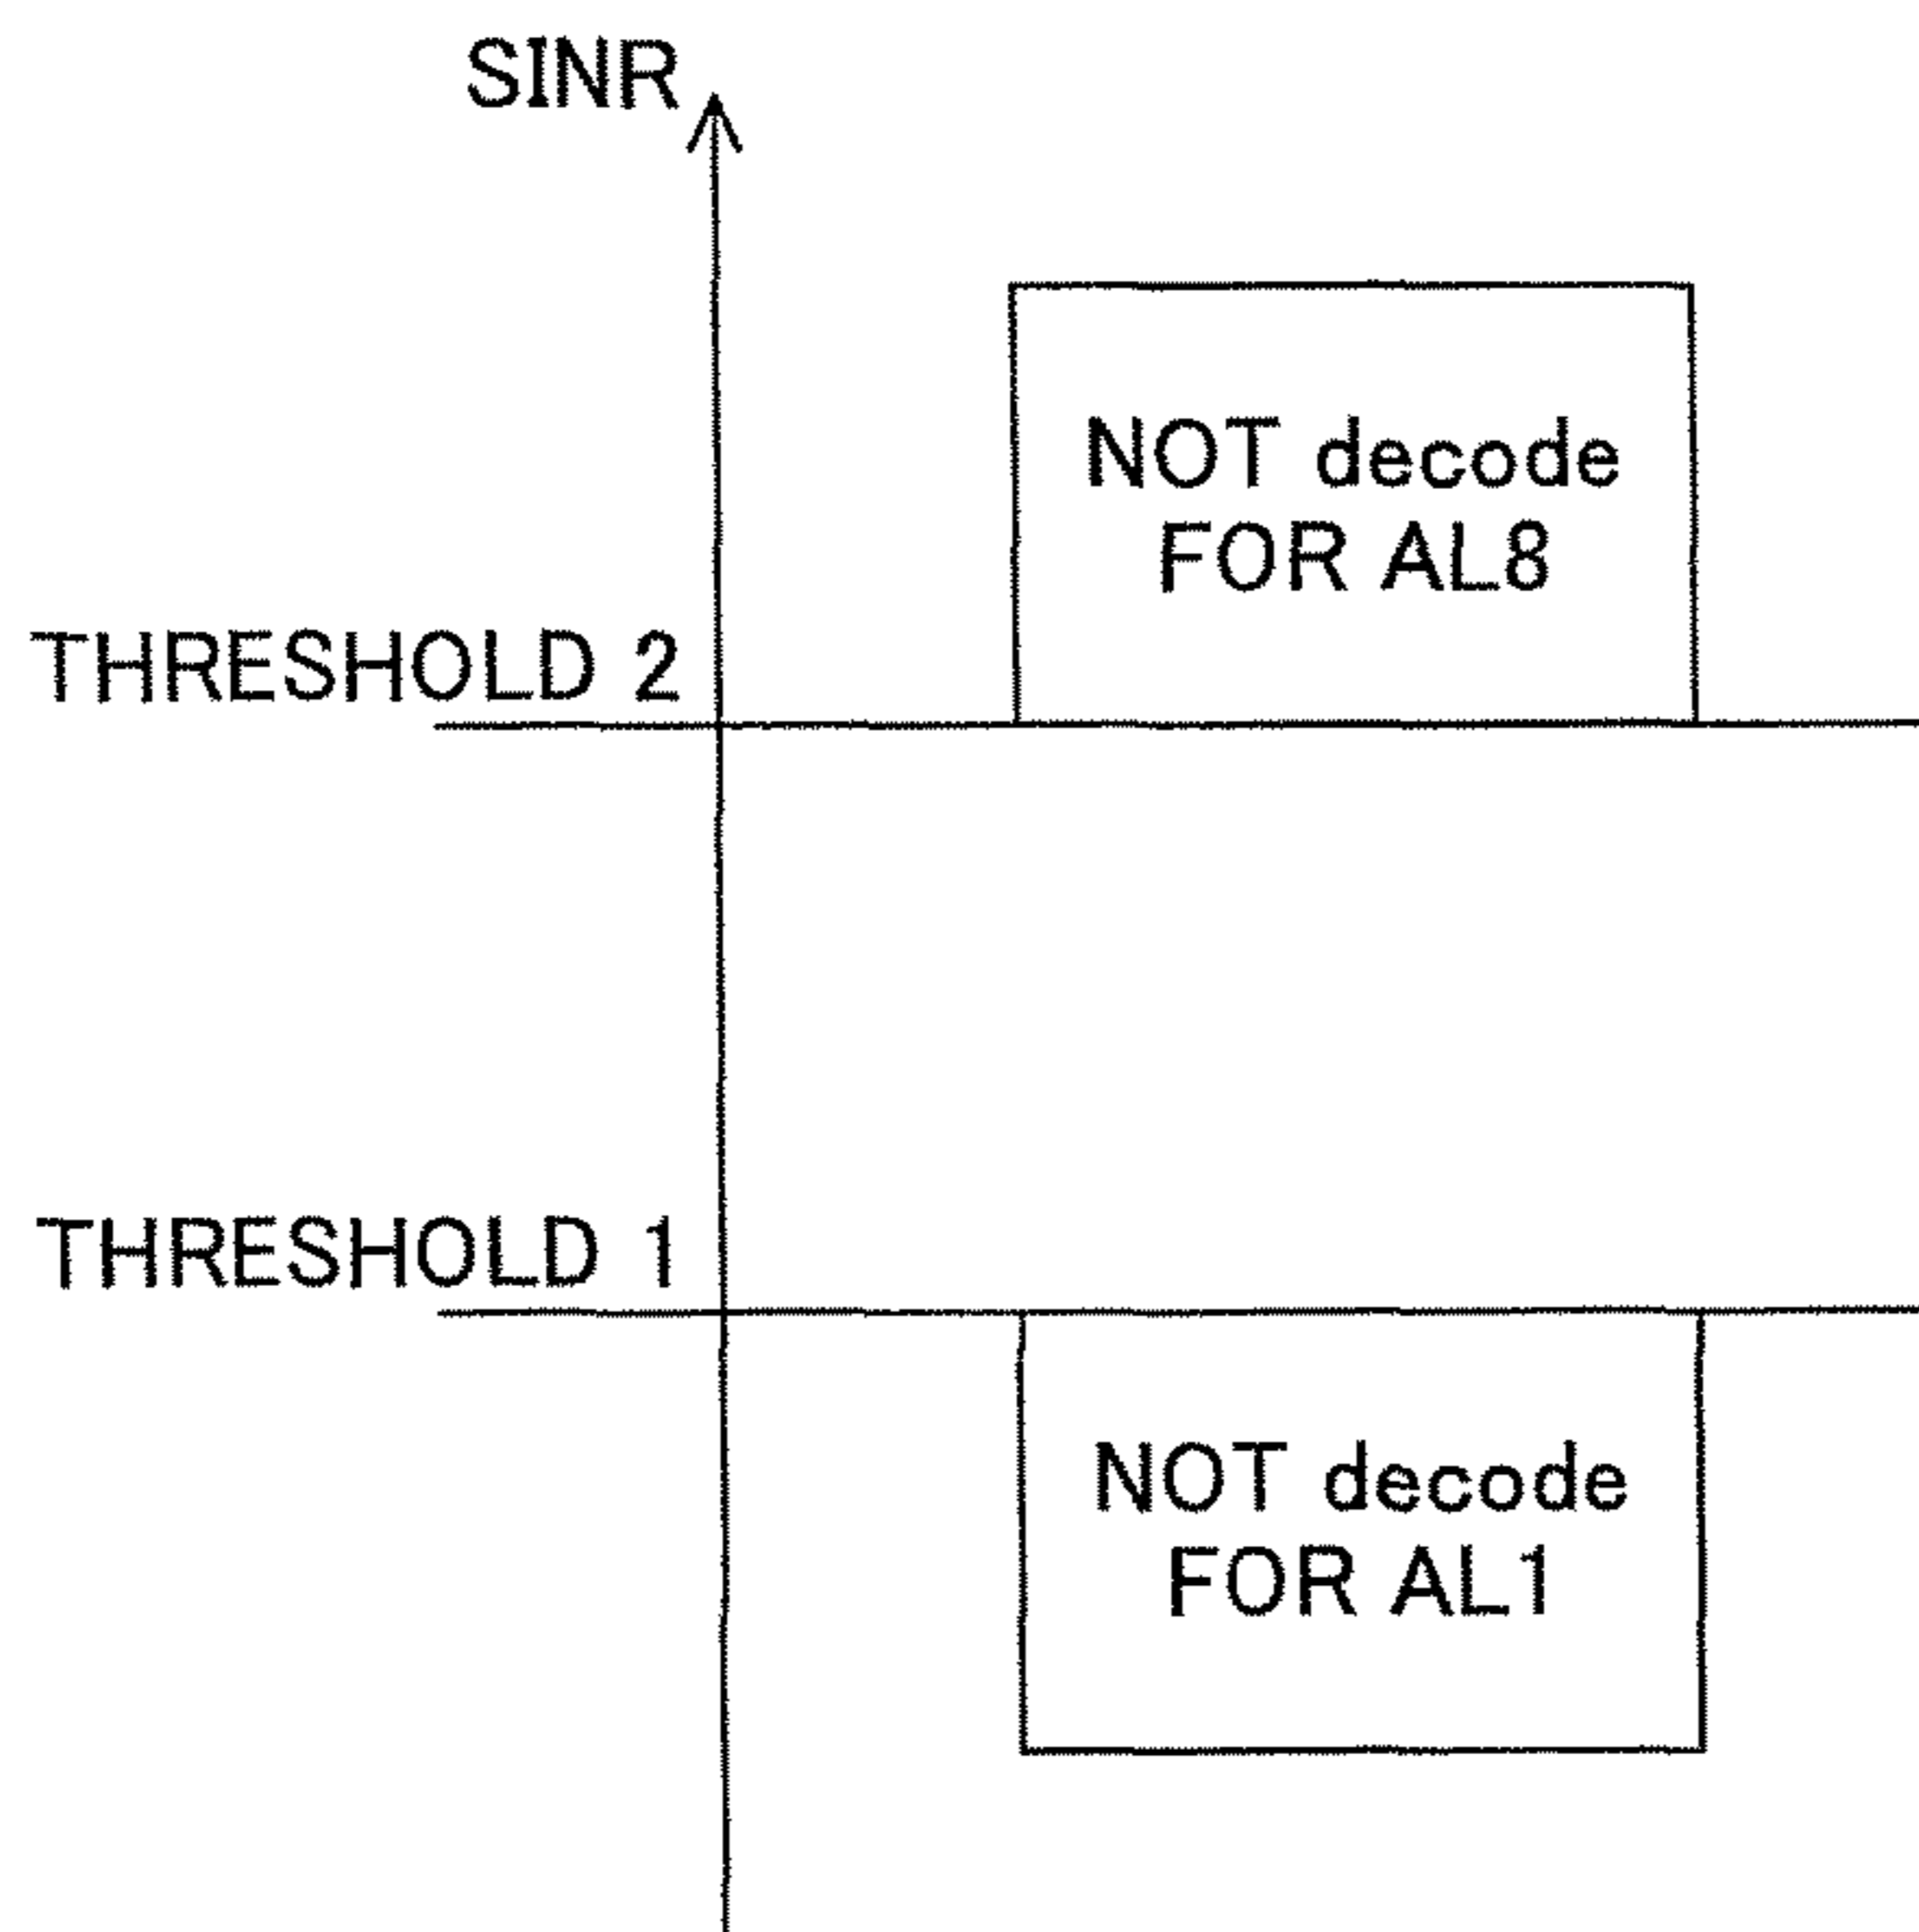 SINR
NOT decode
FOR AL8
THRESHOLD 2
THRESHOLD 1
NOT decode
FOR AL1